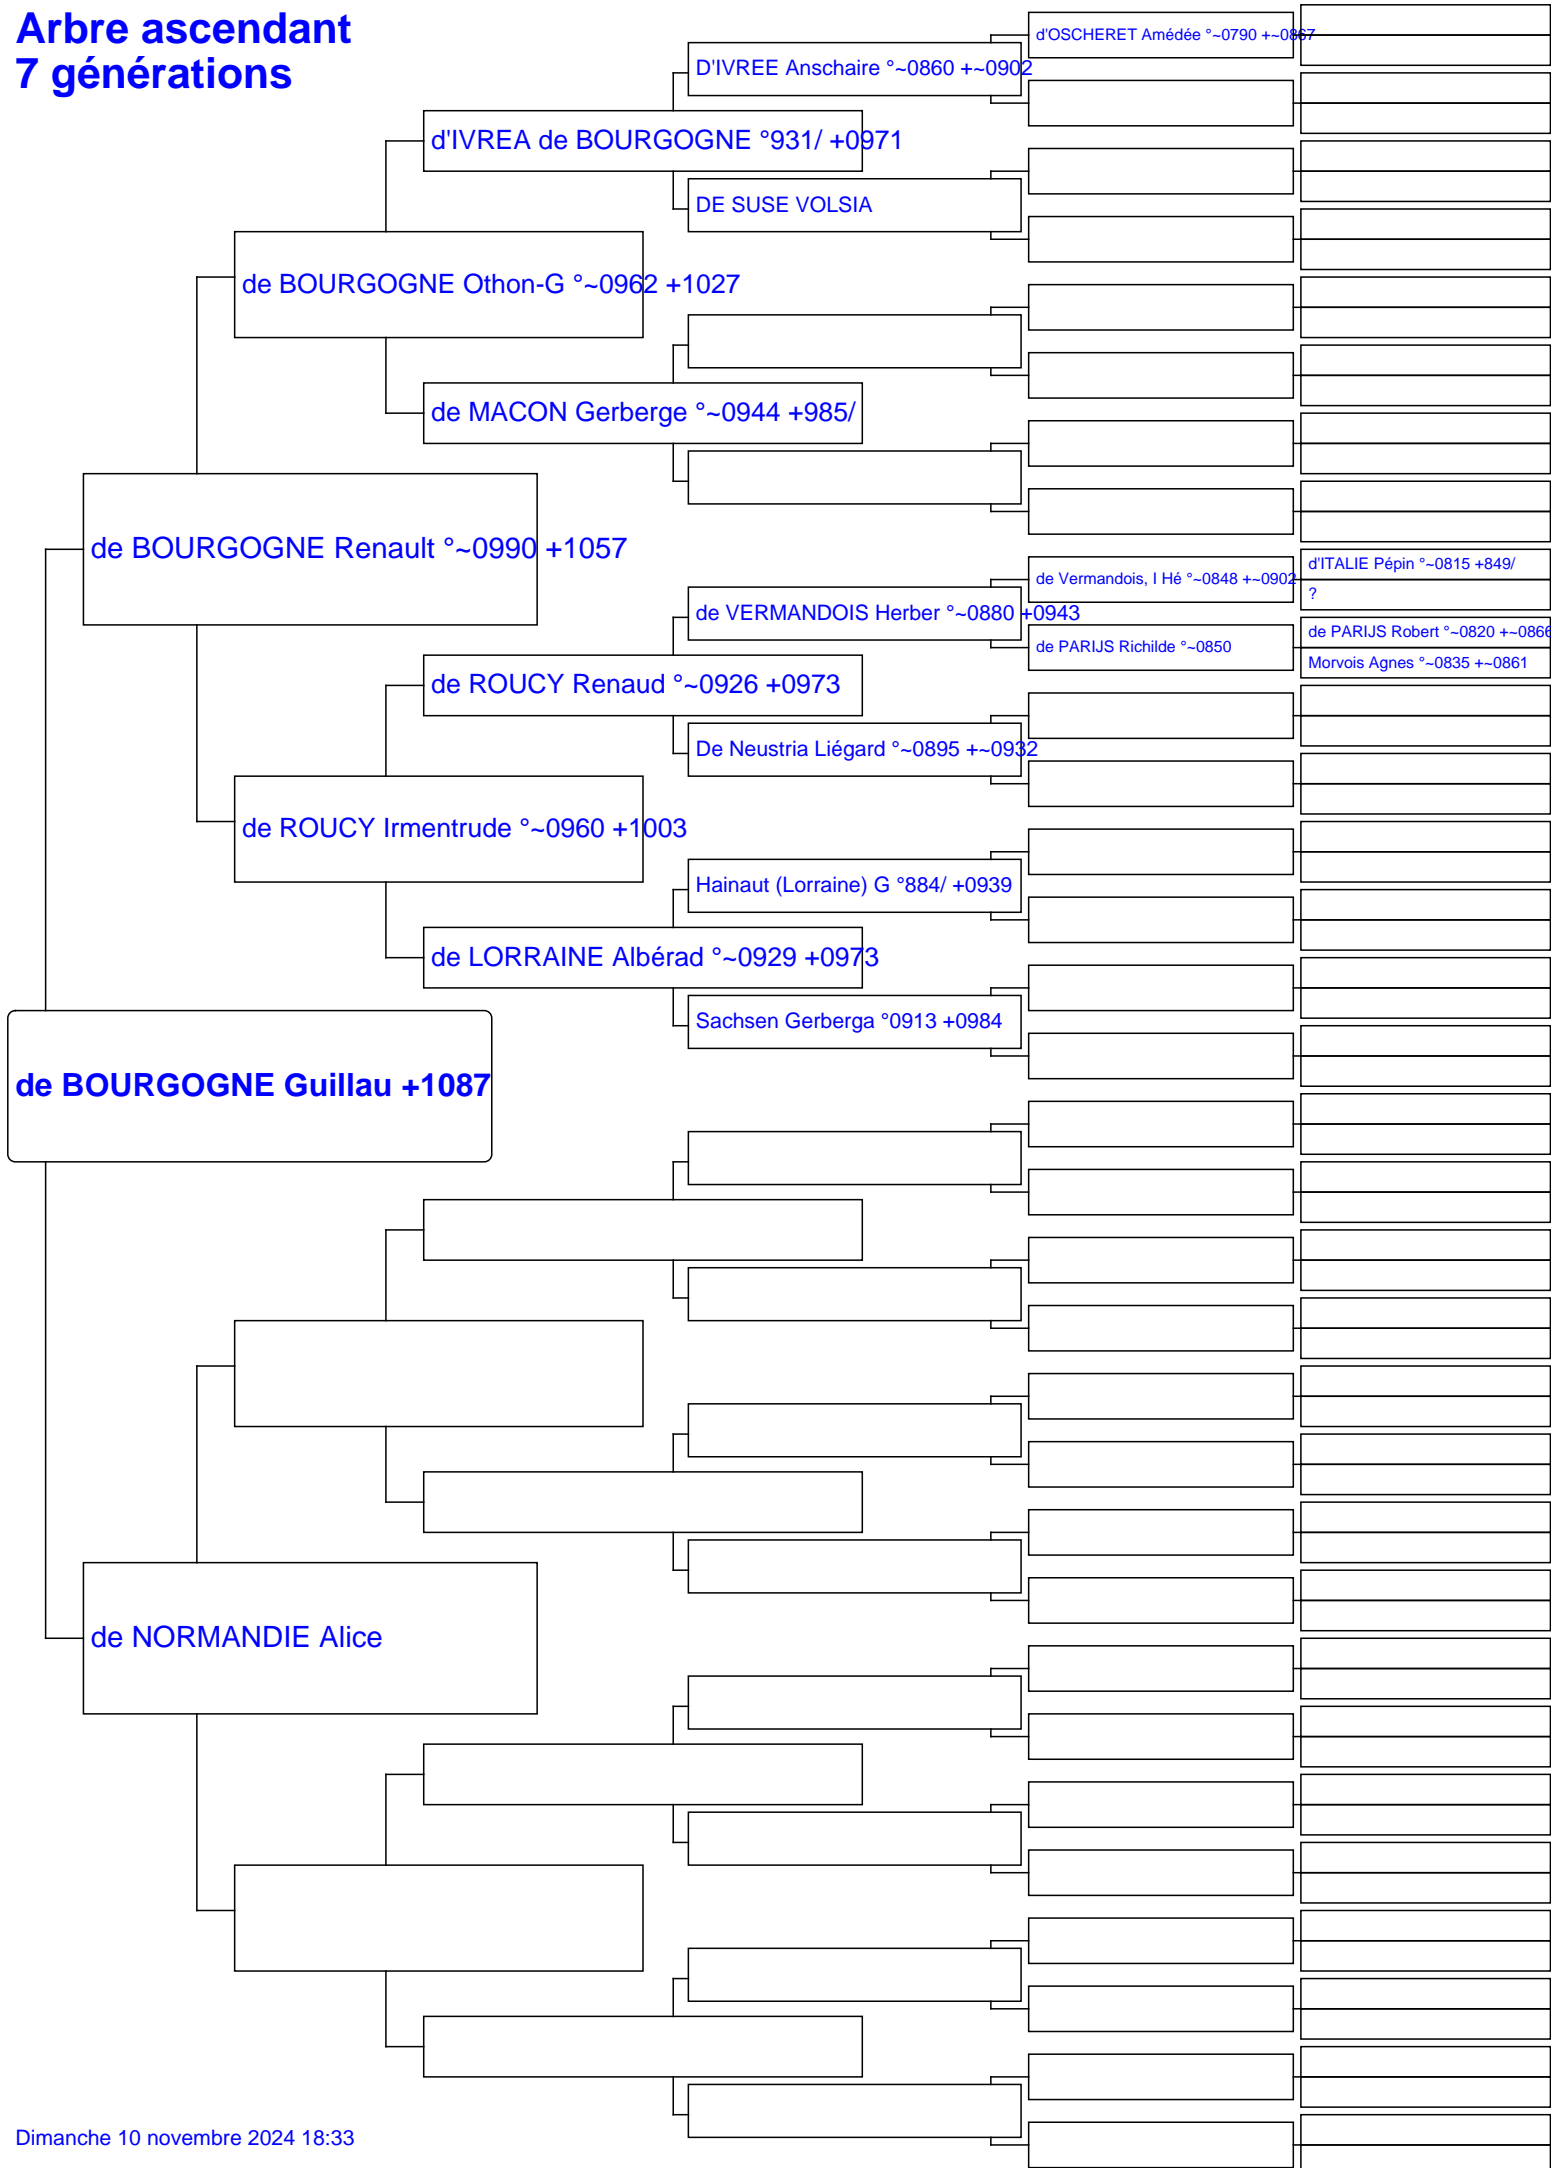 Arbre ascendant
7 générations
d'OSCHERET Amédée °~0790 +~0867
D'IVREE Anschaire °~0860 +~0902
d'IVREA de BOURGOGNE °931/ +0971
DE SUSE VOLSIA
de BOURGOGNE Othon-G °~0962 +1027
de MACON Gerberge °~0944 +985/
de BOURGOGNE Renault °~0990 +1057
d'ITALIE Pépin °~0815 +849/
de Vermandois, I Hé °~0848 +~0902
?
de VERMANDOIS Herber °~0880 +0943
de PARIJS Robert °~0820 +~0866
de PARIJS Richilde °~0850
Morvois Agnes °~0835 +~0861
de ROUCY Renaud °~0926 +0973
De Neustria Liégard °~0895 +~0932
de ROUCY Irmentrude °~0960 +1003
Hainaut (Lorraine) G °884/ +0939
de LORRAINE Albérad °~0929 +0973
Sachsen Gerberga °0913 +0984
de BOURGOGNE Guillau +1087
de NORMANDIE Alice
Dimanche 10 novembre 2024 18:33